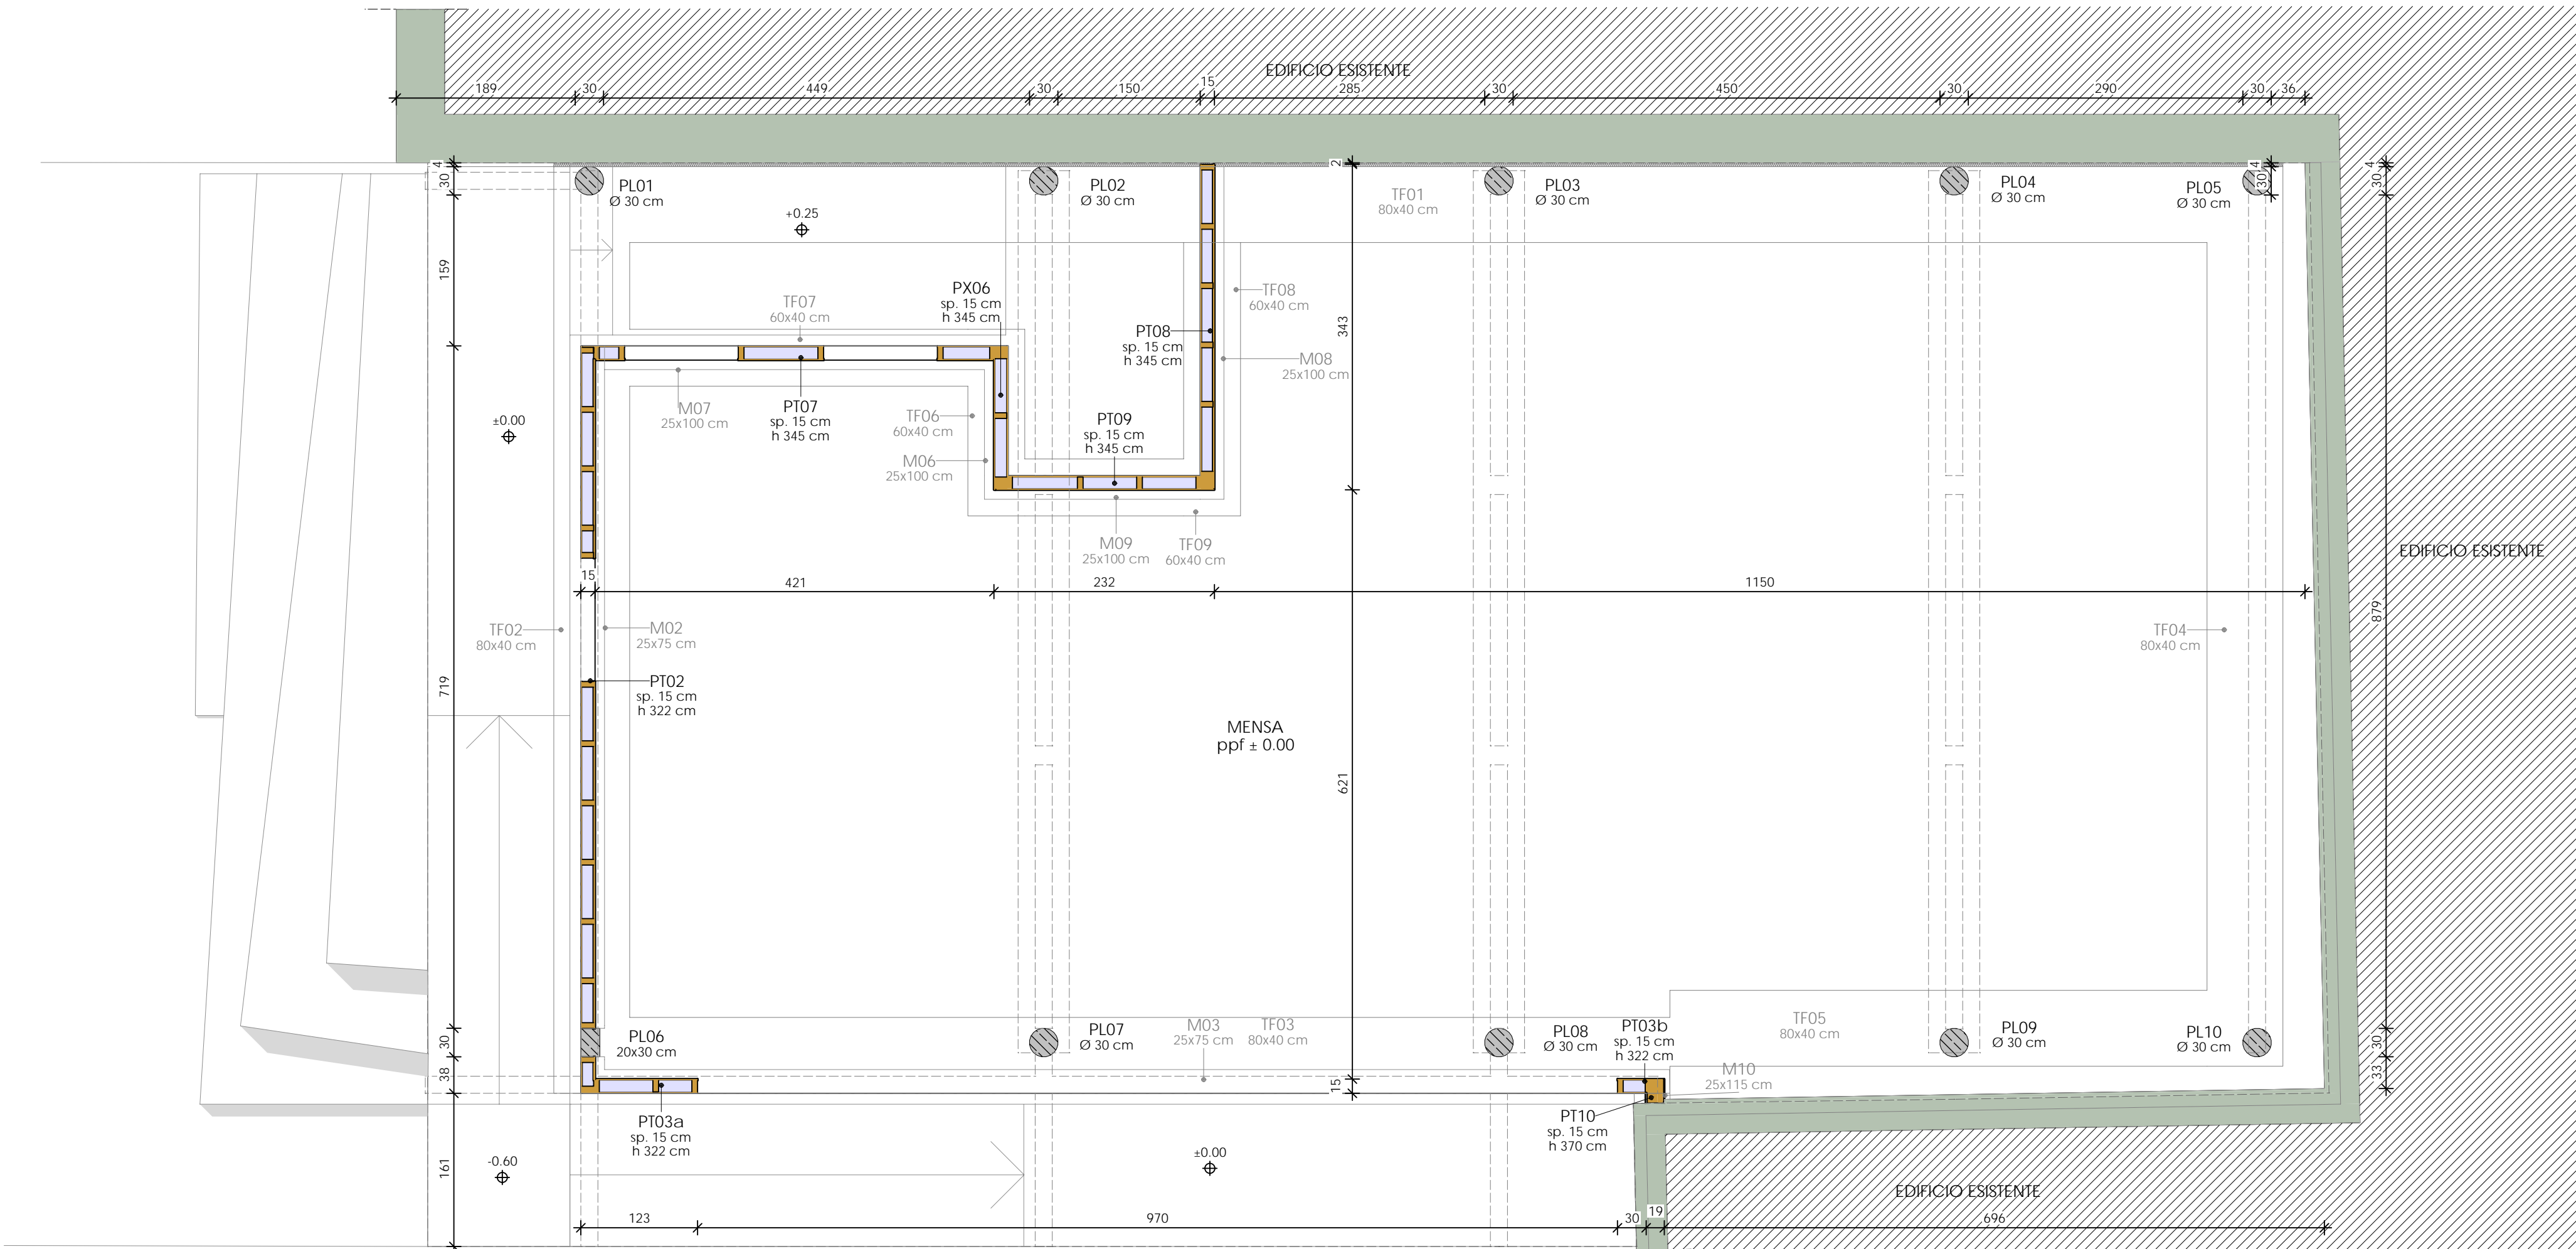 EDIFICIO ESISTENTE
189
30
449
30
150
15
285
30
450
30
290
30
36
4
30
PL01
Ø 30 cm
PL02
Ø 30 cm
2
TF01
80x40 cm
PL03
Ø 30 cm
PL04
Ø 30 cm
PL05
Ø 30 cm
4
30
4
30
+0.25
159
TF07
60x40 cm
PX06
sp. 15 cm
h 345 cm
PT08
sp. 15 cm
h 345 cm
TF08
60x40 cm
343
M08
25x100 cm
±0.00
M07
25x100 cm
PT07
sp. 15 cm
h 345 cm
TF06
60x40 cm
M06
25x100 cm
PT09
sp. 15 cm
h 345 cm
M09
25x100 cm
TF09
60x40 cm
EDIFICIO ESISTENTE
15
421
232
1150
879
TF02
80x40 cm
M02
25x75 cm
TF04
80x40 cm
719
PT02
sp. 15 cm
h 322 cm
MENSA
ppf ± 0.00
621
30
PL06
20x30 cm
PL07
Ø 30 cm
M03
25x75 cm
TF03
80x40 cm
PL08
Ø 30 cm
PT03b
sp. 15 cm
h 322 cm
TF05
80x40 cm
PL09
Ø 30 cm
PL10
Ø 30 cm
30
38
15
M10
25x115 cm
33
PT03a
sp. 15 cm
h 322 cm
PT10
sp. 15 cm
h 370 cm
161
-0.60
±0.00
EDIFICIO ESISTENTE
123
970
30
19
696